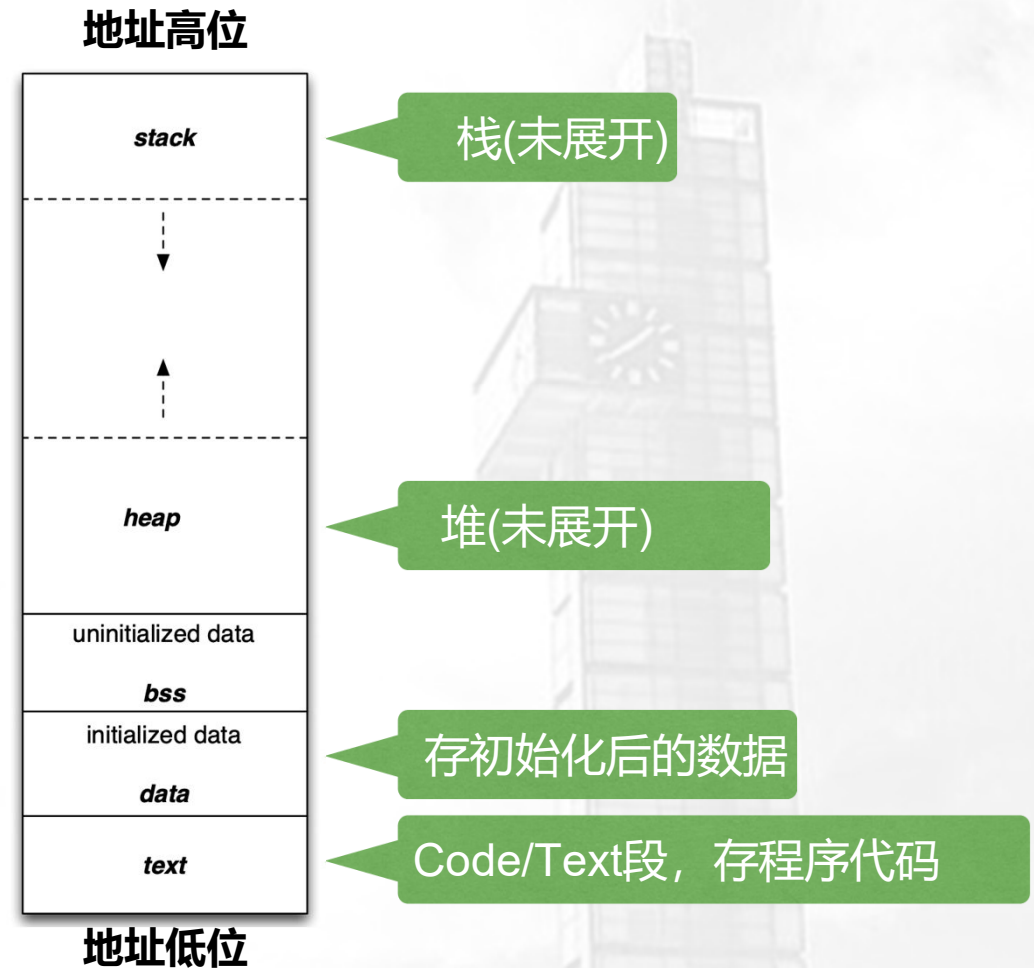 地址高位
stack
栈(未展开)
heap
堆(未展开)
uninitialized data
bss
initialized data
存初始化后的数据
data
text
Code/Text段，存程序代码
地址低位